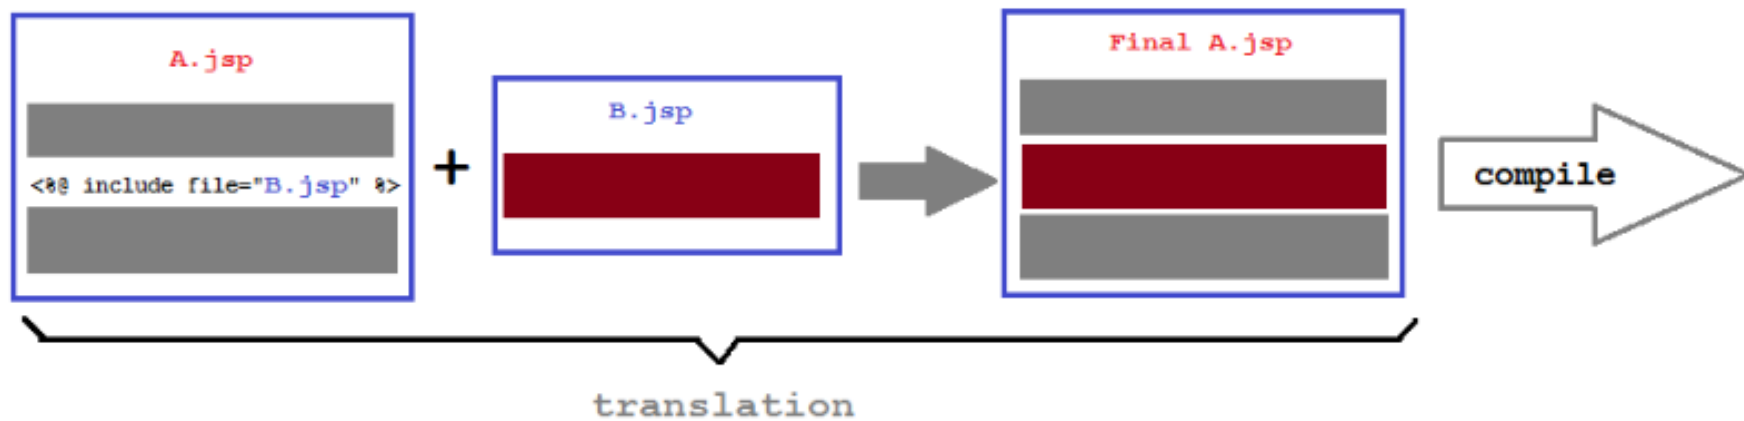 A.jsp
<%@ include file="B.jsp" %>
+
B.jsp
Final A.jsp
compile
translation